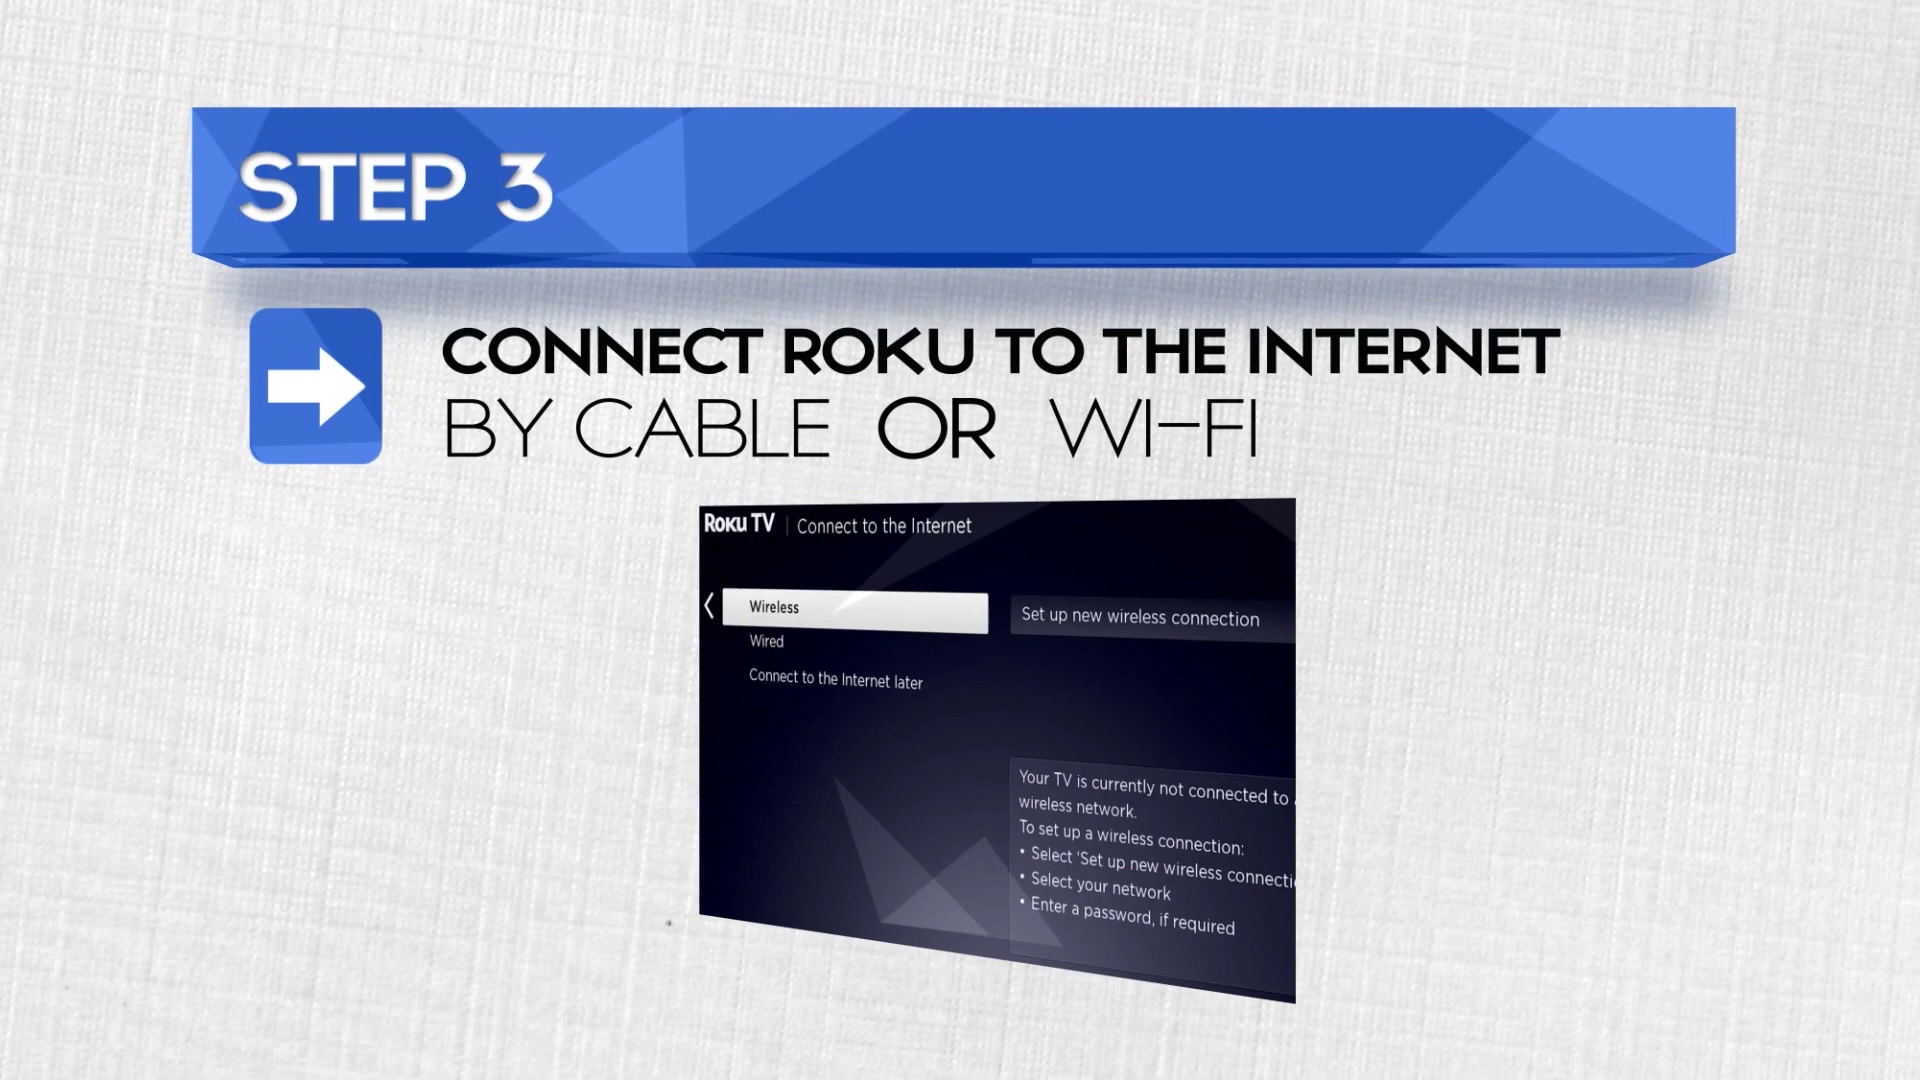 STEP 3
CONNECT ROKU TO THE INTERNET
BY CABLE OR WI-FI
Roku TV | Connect to the Internet
Wireless
Set up new wireless connection
Wired
Connect to the Internet later
Your TV is currently not connected to
wireless network.
To set up a wireless connection:
• Select 'Set up new wireless
• Select your network
• Enter a password, if required